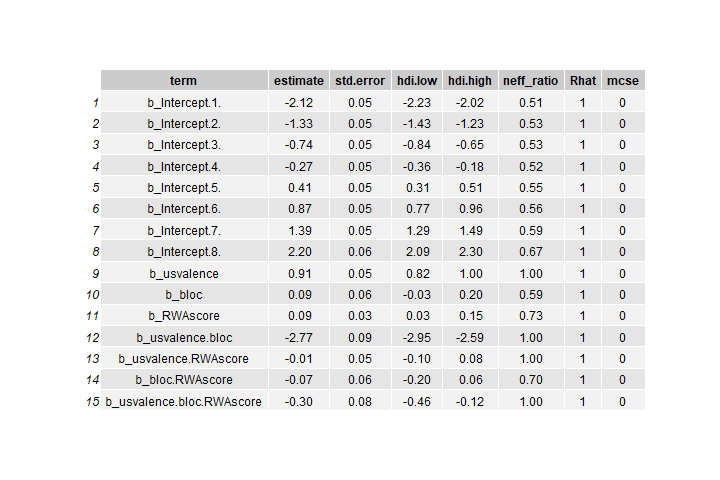 term estimate std.error hdi.low hdi.high neff_ratio Rhat mcse
1 b_Intercept.1. -2.12 0.05 -2.23 -2.02 0.51 1 0
2 b_Intercept.2. -1.33 0.05 -1.43 -1.23 0.53 1 0
3 b_Intercept.3. -0.74 0.05 -0.84 -0.65 0.53 1 0
4 b_Intercept.4. -0.27 0.05 -0.36 -0.18 0.52 1 0
5 b_Intercept.5. 0.41 0.05 0.31 0.51 0.55 1 0
6 b_Intercept.6. 0.87 0.05 0.77 0.96 0.56 1 0
7 b_Intercept.7. 1.39 0.05 1.29 1.49 0.59 1 0
8 b_Intercept.8. 2.20 0.06 2.09 2.30 0.67 1 0
9 b_usvalence 0.91 0.05 0.82 1.00 1.00 1 0
10 b_bloc 0.09 0.06 -0.03 0.20 0.59 1 0
11 b_RWAscore 0.09 0.03 0.03 0.15 0.73 1 0
12 b_usvalence.bloc -2.77 0.09 -2.95 -2.59 1.00 1 0
13 b_usvalence.RWAscore -0.01 0.05 -0.10 0.08 1.00 1 0
14 b_bloc.RWAscore -0.07 0.06 -0.20 0.06 0.70 1 0
15 b_usvalence.bloc.RWAscore -0.30 0.08 -0.46 -0.12 1.00 1 0